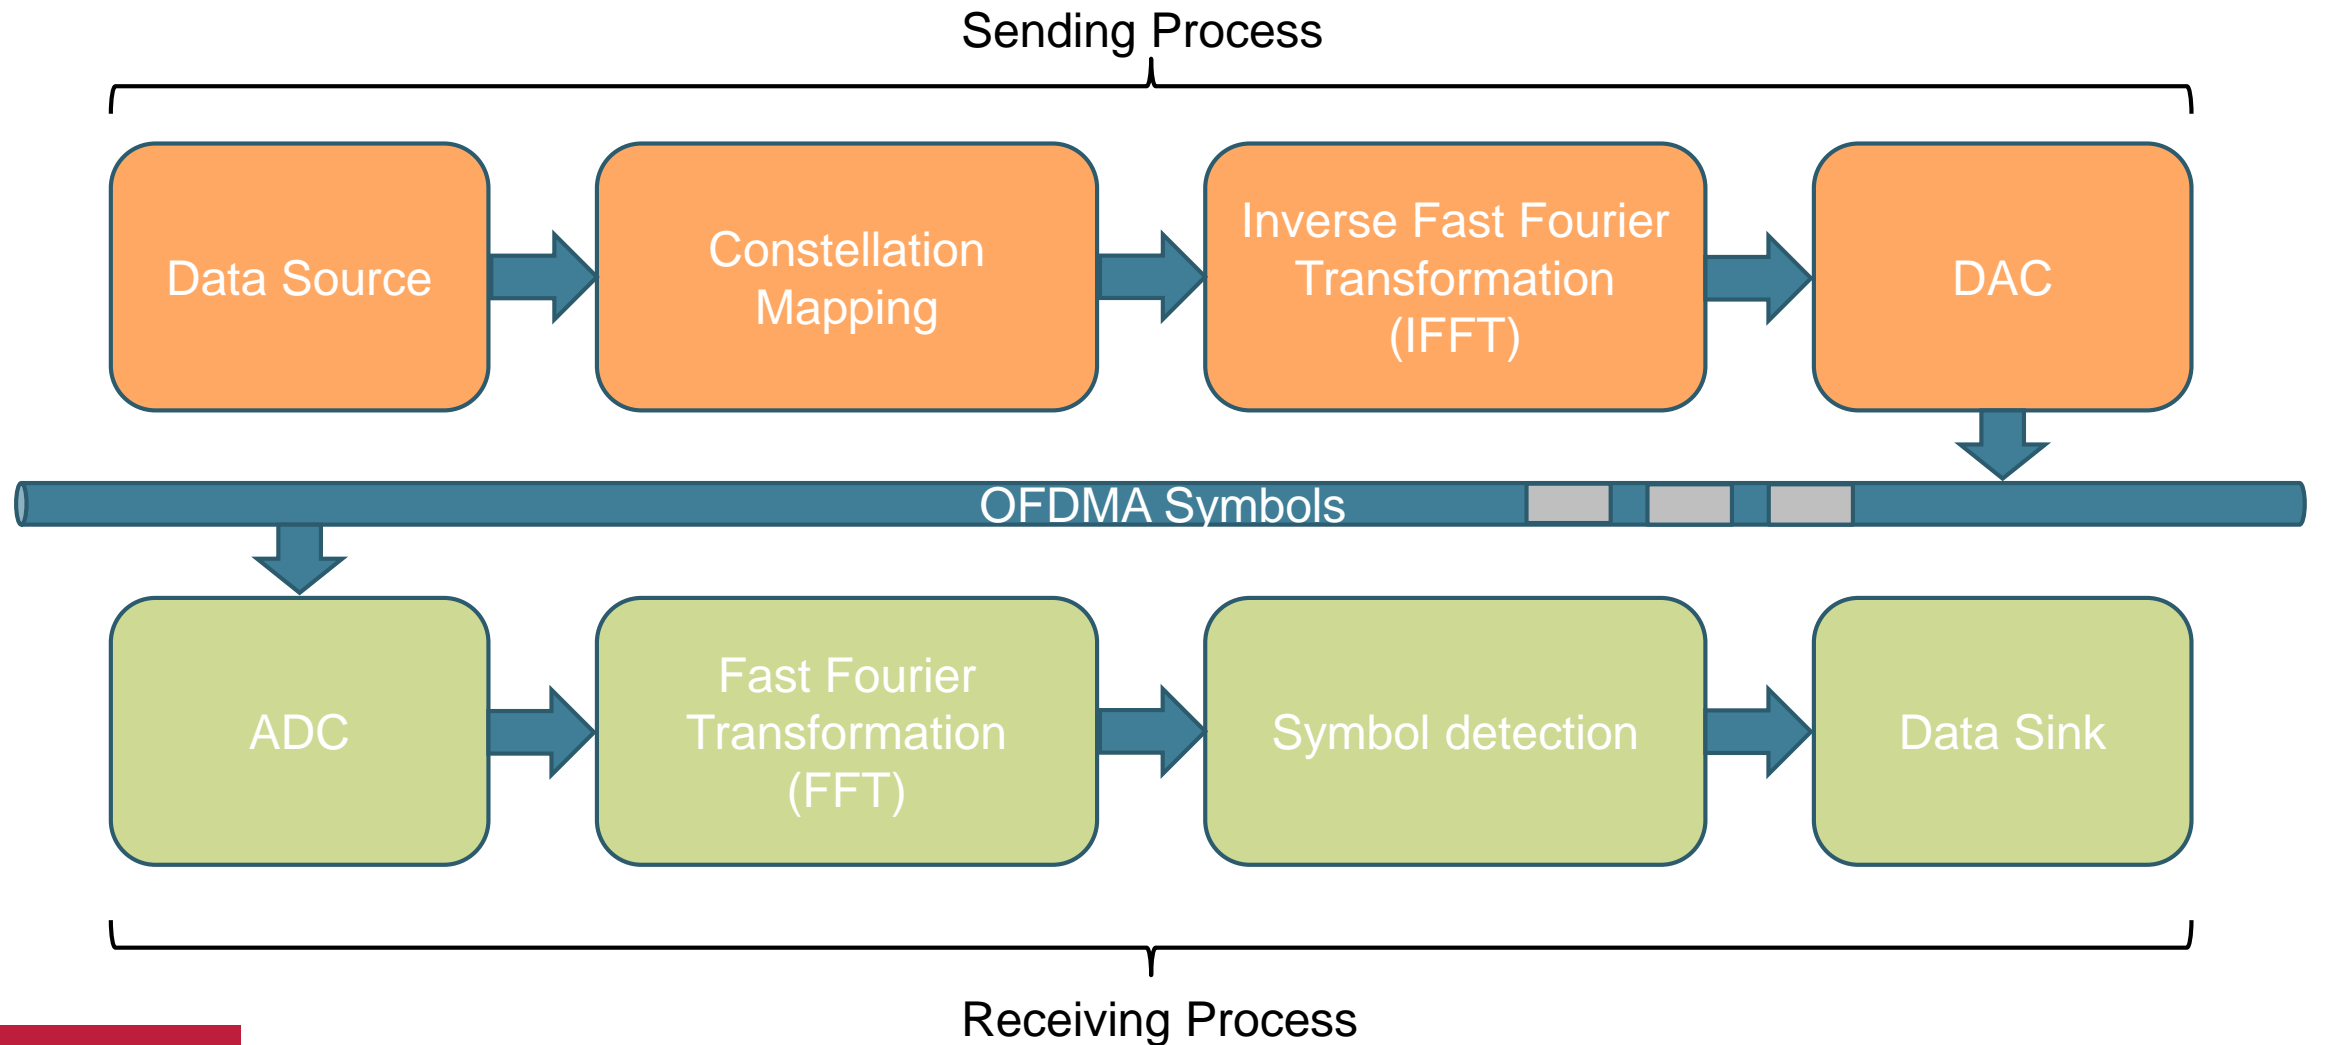 Sending Process
Data Source
Constellation
Mapping
Inverse Fast Fourier
Transformation
(IFFT)
DAC
OFDMA Symbols
ADC
Fast Fourier
Transformation
(FFT)
Symbol detection
Data Sink
Receiving Process